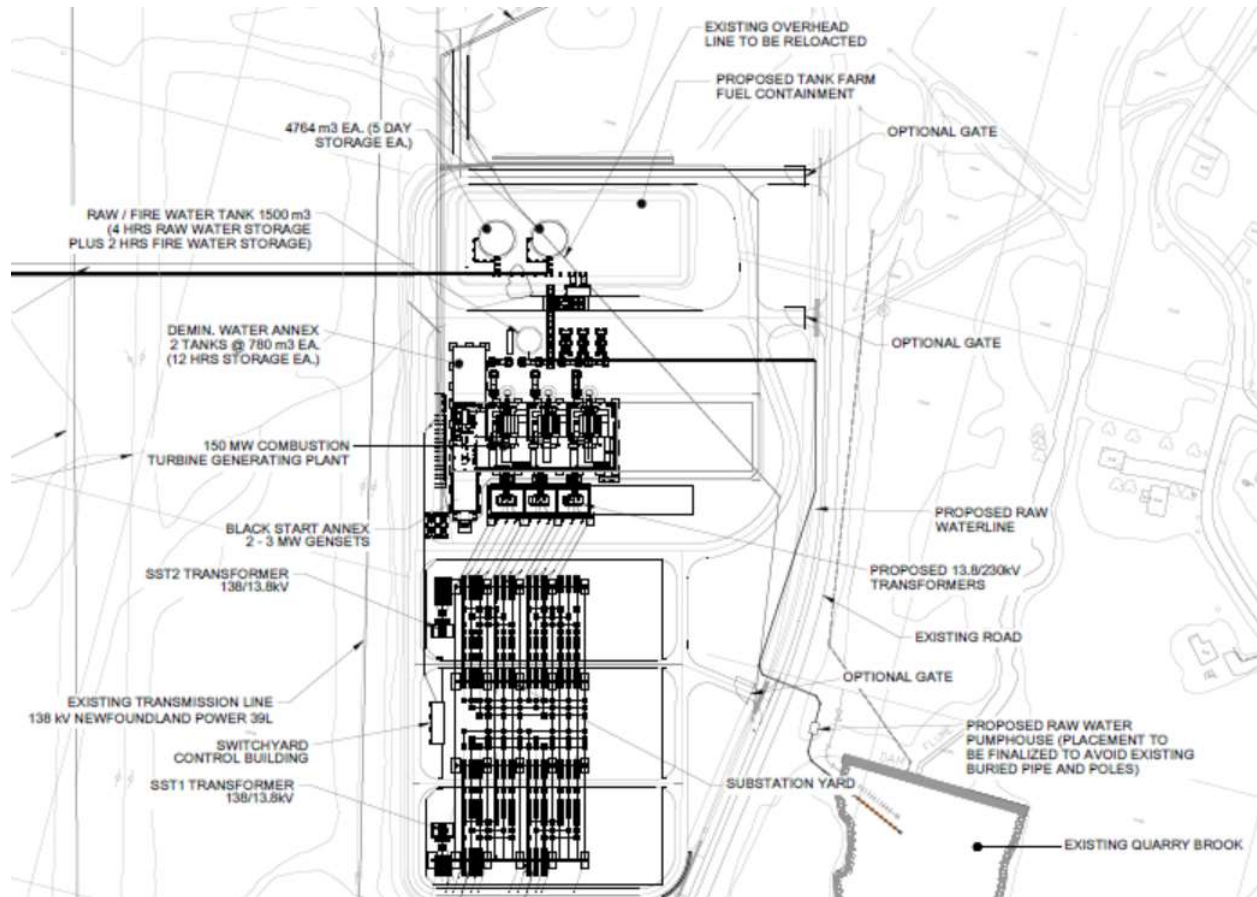 EXISTING OVERHEAD
LINE TO BE RELOACTED
PROPOSED TANK FARM
FUEL CONTAINMENT
4764 m3 EA. (5 DAY
STORAGE EA.)
OPTIONAL GATE
RAW / FIRE WATER TANK 1500 m3
(4 HRS RAW WATER STORAGE
PLUS 2 HRS FIRE WATER STORAGE)
DEMIN. WATER ANNEX
2 TANKS @ 780 m3 EA.
(12 HRS STORAGE EA.)
OPTIONAL GATE
150 MW COMBUSTION
TURBINE GENERATING PLANT
BLACK START ANNEX
2 - 3 MW GENSETS
PROPOSED RAW
WATERLINE
SST2 TRANSFORMER
138/13.8kV
PROPOSED 13.8/230kV
TRANSFORMERS
EXISTING ROAD
OPTIONAL GATE
EXISTING TRANSMISSION LINE
138 kV NEWFOUNDLAND POWER 39L
SWITCHYARD
CONTROL BUILDING
PROPOSED RAW WATER
PUMPHOUSE (PLACEMENT TO
BE FINALIZED TO AVOID EXISTING
BURIED PIPE AND POLES)
DAM
FLUME
SST1 TRANSFORMER
138/13.8kV
SUBSTATION YARD
EXISTING QUARRY BROOK